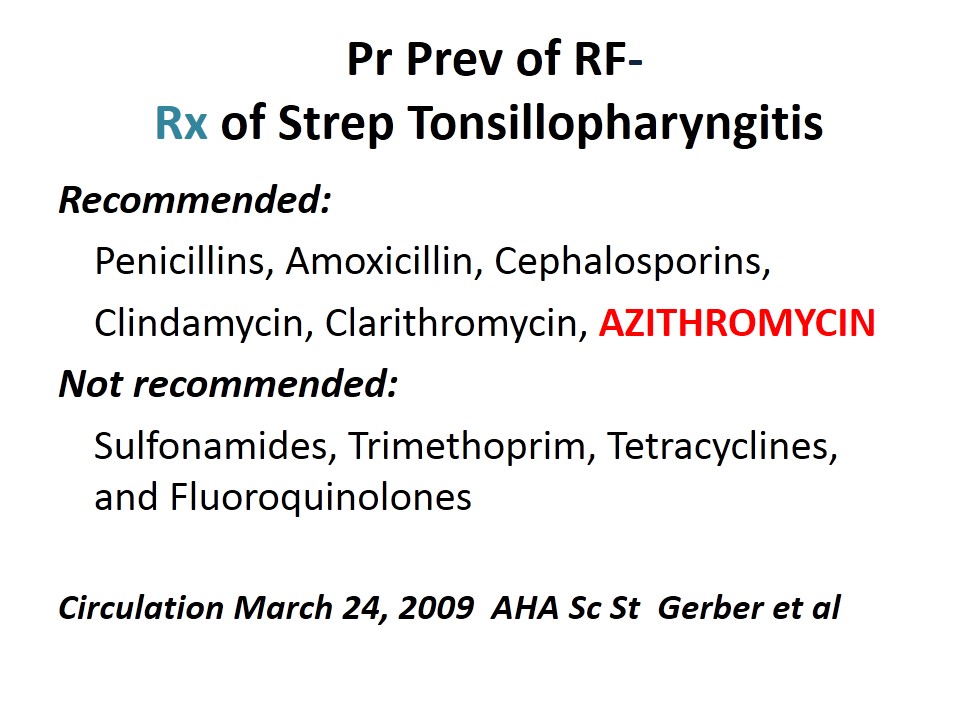 Pr Prev of RF-
Rx of Strep Tonsillopharyngitis
Recommended:
Penicillins, Amoxicillin, Cephalosporins,
Clindamycin, Clarithromycin, AZITHROMYCIN
Not recommended:
Sulfonamides, Trimethoprim, Tetracyclines,
and Fluoroquinolones
Circulation March 24, 2009 AHA Sc St Gerber et al